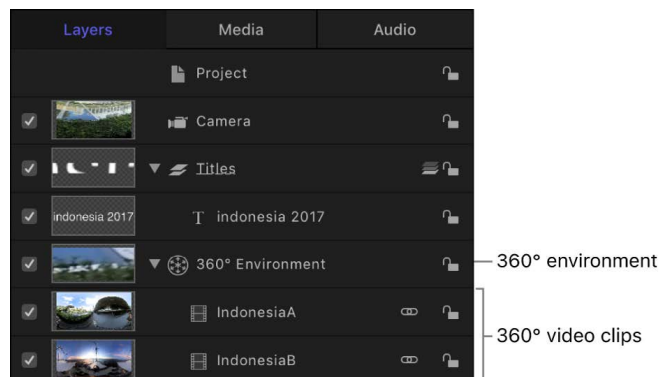 Layers Media Audio
Project
Camera
Titles
indonesia 2017 T indonesia 2017
360° Environment 360° environment
IndonesiaA
360° video clips
IndonesiaB